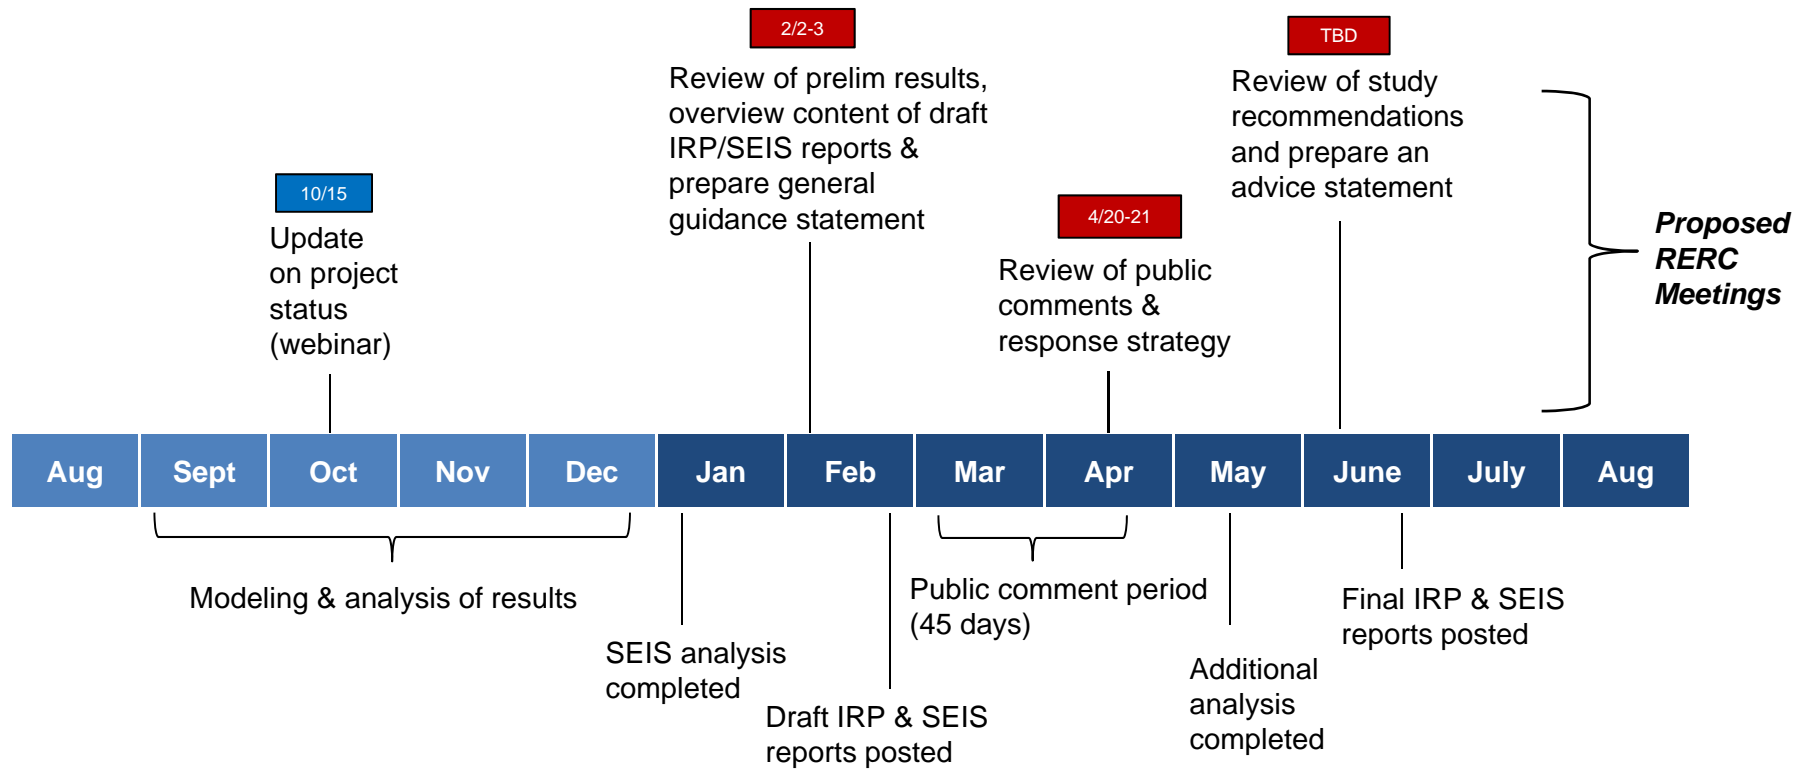 2/2-3
Review of prelim results,
overview content of draft
IRP/SEIS reports &
prepare general
guidance statement
TBD
Review of study
recommendations
and prepare an
advice statement
10/15
Update
on project
status
(webinar)
4/20-21
Review of public
comments &
response strategy
Proposed
RERC
Meetings
Aug Sept Oct Nov Dec Jan Feb Mar Apr May June July Aug
Modeling & analysis of results
SEIS analysis
completed
Draft IRP & SEIS
reports posted
Public comment period
(45 days)
Additional
analysis
completed
Final IRP & SEIS
reports posted